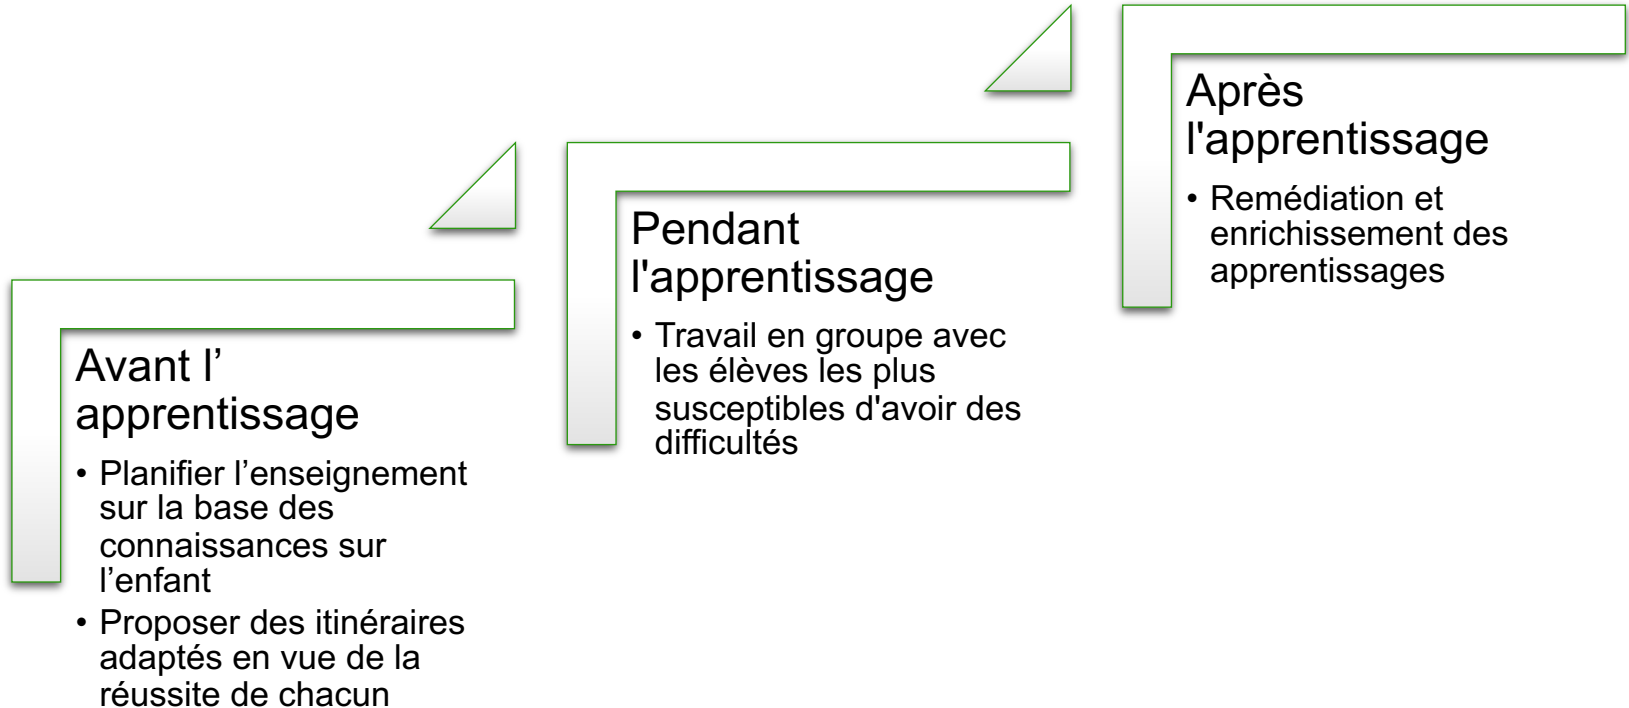 Avant l’
apprentissage
• Planifier l’enseignement
sur la base des
connaissances sur
l’enfant
• Proposer des itinéraires
adaptés en vue de la
réussite de chacun
Pendant
l'apprentissage
• Travail en groupe avec
les élèves les plus
susceptibles d'avoir des
difficultés
Après
l'apprentissage
• Remédiation et
enrichissement des
apprentissages